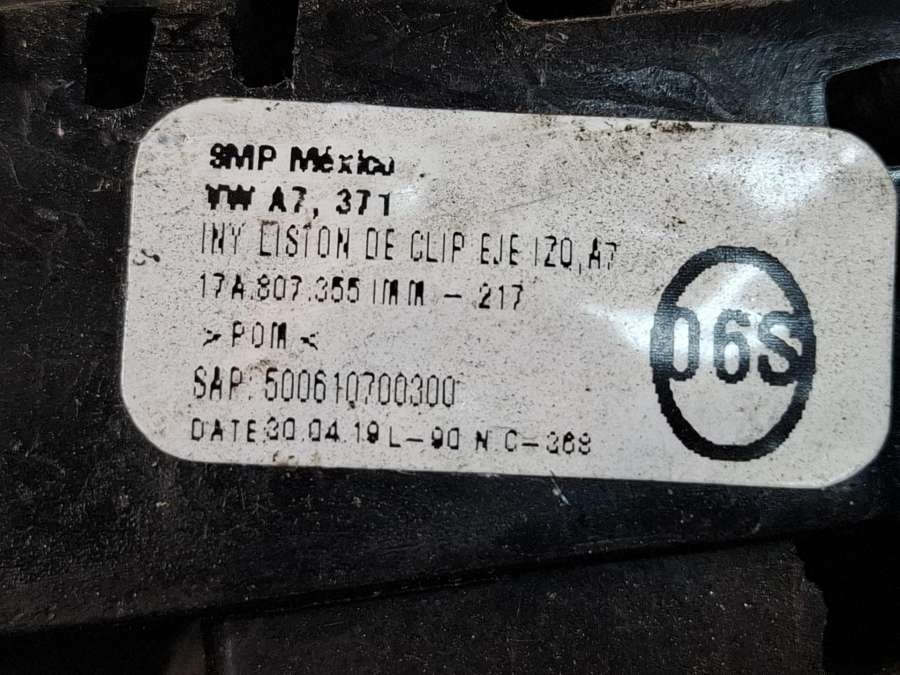 SMP México
VW A7, 371
INY LISTON DE CLIP EJE IZQ, A7
17A.807.355 IMM - 217
>POM<
SAP: 500610700300
DATE 30.04.19 L-90 N.C-368
06S